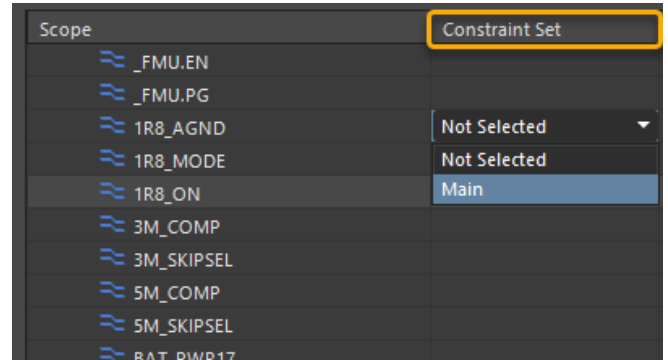 Scope Constraint Set
_FMU.EN
_FMU.PG
1R8_AGND Not Selected
1R8_MODE Not Selected
1R8_ON Main
3M_COMP
3M_SKIPSEL
5M_COMP
5M_SKIPSEL
BAT_PWR17